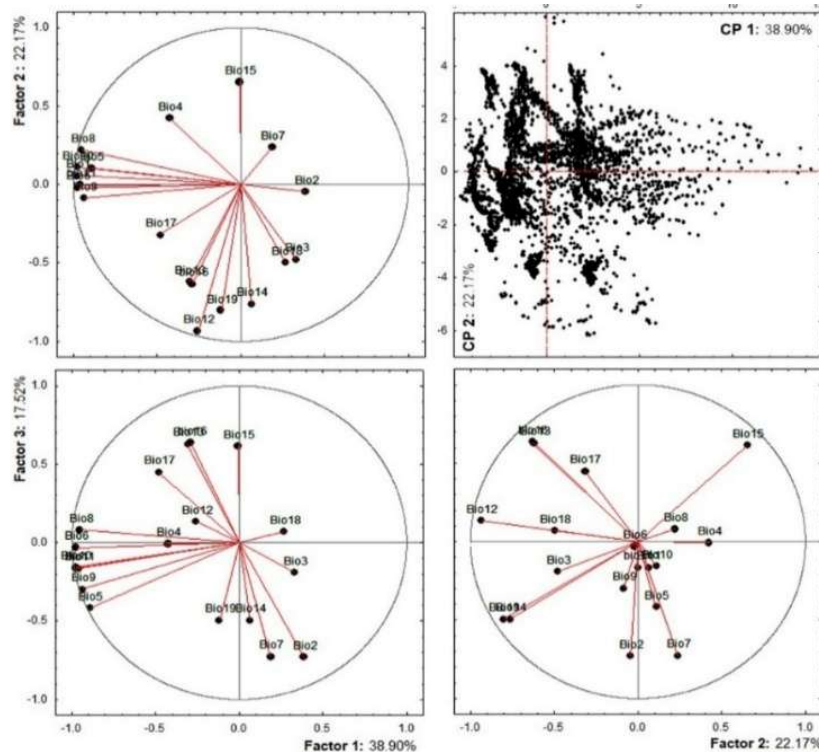 Factor 2: 22.17%
1.0
0.5
0.0
-0.5
-1.0
Bio15
Bio4
Bio7
Bio8
Bio2
Bio17
Bio3
Bio19
Bio14
Bio12
CP 1: 38.90%
4
2
0
-2
-4
-6
CP 2: 22.17%
Factor 3: 17.52%
1.0
0.5
0.0
-0.5
-1.0
Bio16
Bio15
Bio17
Bio12
Bio8
Bio18
Bio6
Bio4
Bio3
Bio9
Bio5
Bio19
Bio14
Bio7
Bio2
-1.0
-0.5
0.0
0.5
1.0
Factor 1: 38.90%
Bio15
Bio17
Bio12
Bio18
Bio8
Bio4
Bio6
Bio3
Bio10
Bio9
Bio5
Bio2
Bio7
-1.0
-0.5
0.0
0.5
1.0
Factor 2: 22.17%